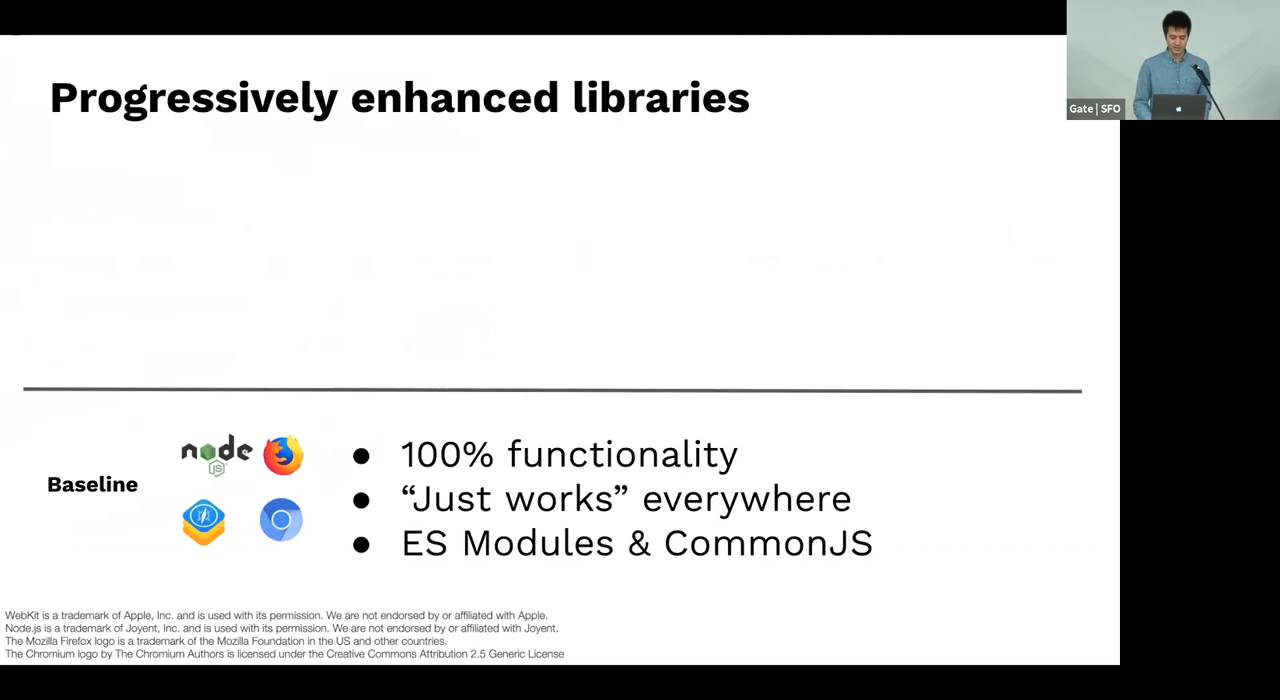 Progressively enhanced libraries
Gate | SFO
Baseline
node
JS
● 100% functionality
● “Just works” everywhere
● ES Modules & CommonJS
WebKit is a trademark of Apple, Inc. and is used with its permission. We are not endorsed by or affiliated with Apple.
Node.js is a trademark of Joyent, Inc. and is used with its permission. We are not endorsed by or affiliated with Joyent.
The Mozilla Firefox logo is a trademark of the Mozilla Foundation in the US and other countries.
The Chromium logo by The Chromium Authors is licensed under the Creative Commons Attribution 2.5 Generic License